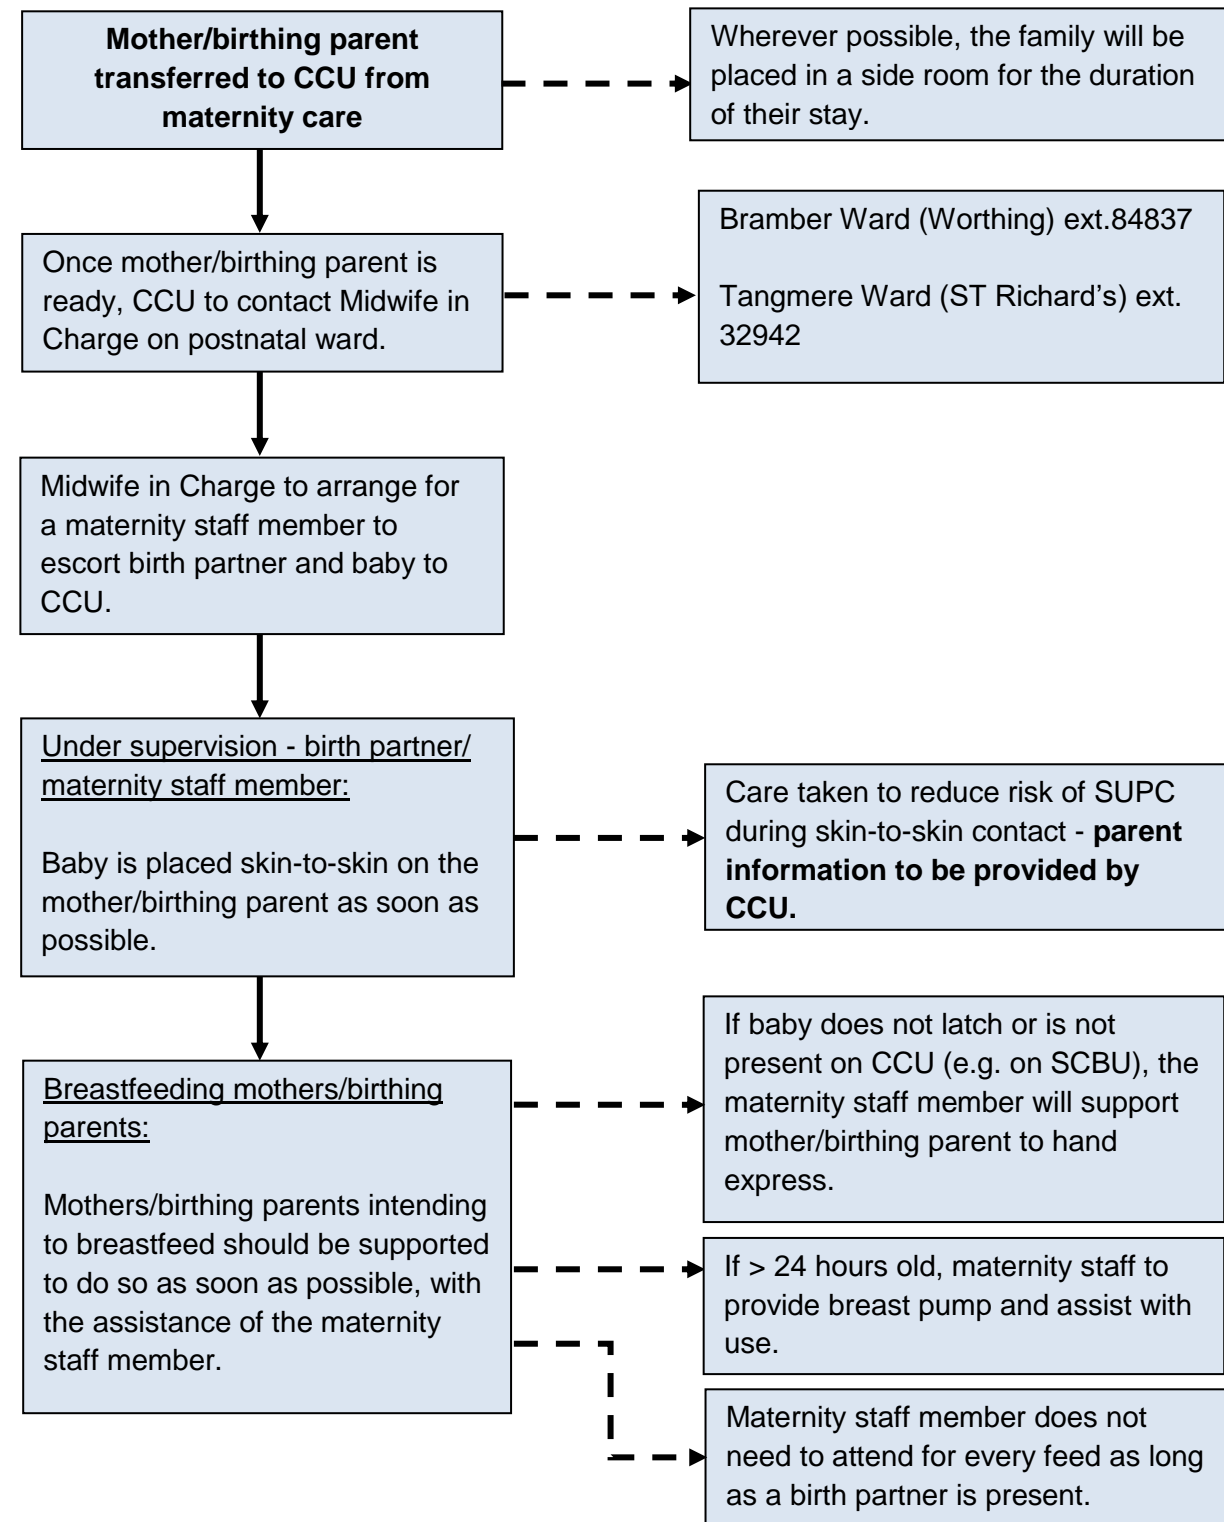 Mother/birthing parent
transferred to CCU from
maternity care
Wherever possible, the family will be
placed in a side room for the duration
of their stay.
Once mother/birthing parent is
ready, CCU to contact Midwife in
Charge on postnatal ward.
Bramber Ward (Worthing) ext.84837
Tangmere Ward (ST Richard’s) ext.
32942
Midwife in Charge to arrange for
a maternity staff member to
escort birth partner and baby to
CCU.
Under supervision - birth partner/
maternity staff member:
Baby is placed skin-to-skin on the
mother/birthing parent as soon as
possible.
Care taken to reduce risk of SUPC
during skin-to-skin contact - parent
information to be provided by
CCU.
Breastfeeding mothers/birthing
parents:
Mothers/birthing parents intending
to breastfeed should be supported
to do so as soon as possible, with
the assistance of the maternity
staff member.
If baby does not latch or is not
present on CCU (e.g. on SCBU), the
maternity staff member will support
mother/birthing parent to hand
express.
If > 24 hours old, maternity staff to
provide breast pump and assist with
use.
Maternity staff member does not
need to attend for every feed as long
as a birth partner is present.